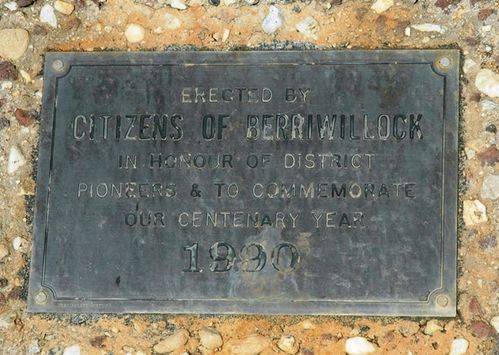 ERECTED BY
CITIZENS OF BERRIWILLOCK
IN HONOUR OF DISTRICT
PIONEERS & TO COMMEMORATE
OUR CENTENARY YEAR
1990